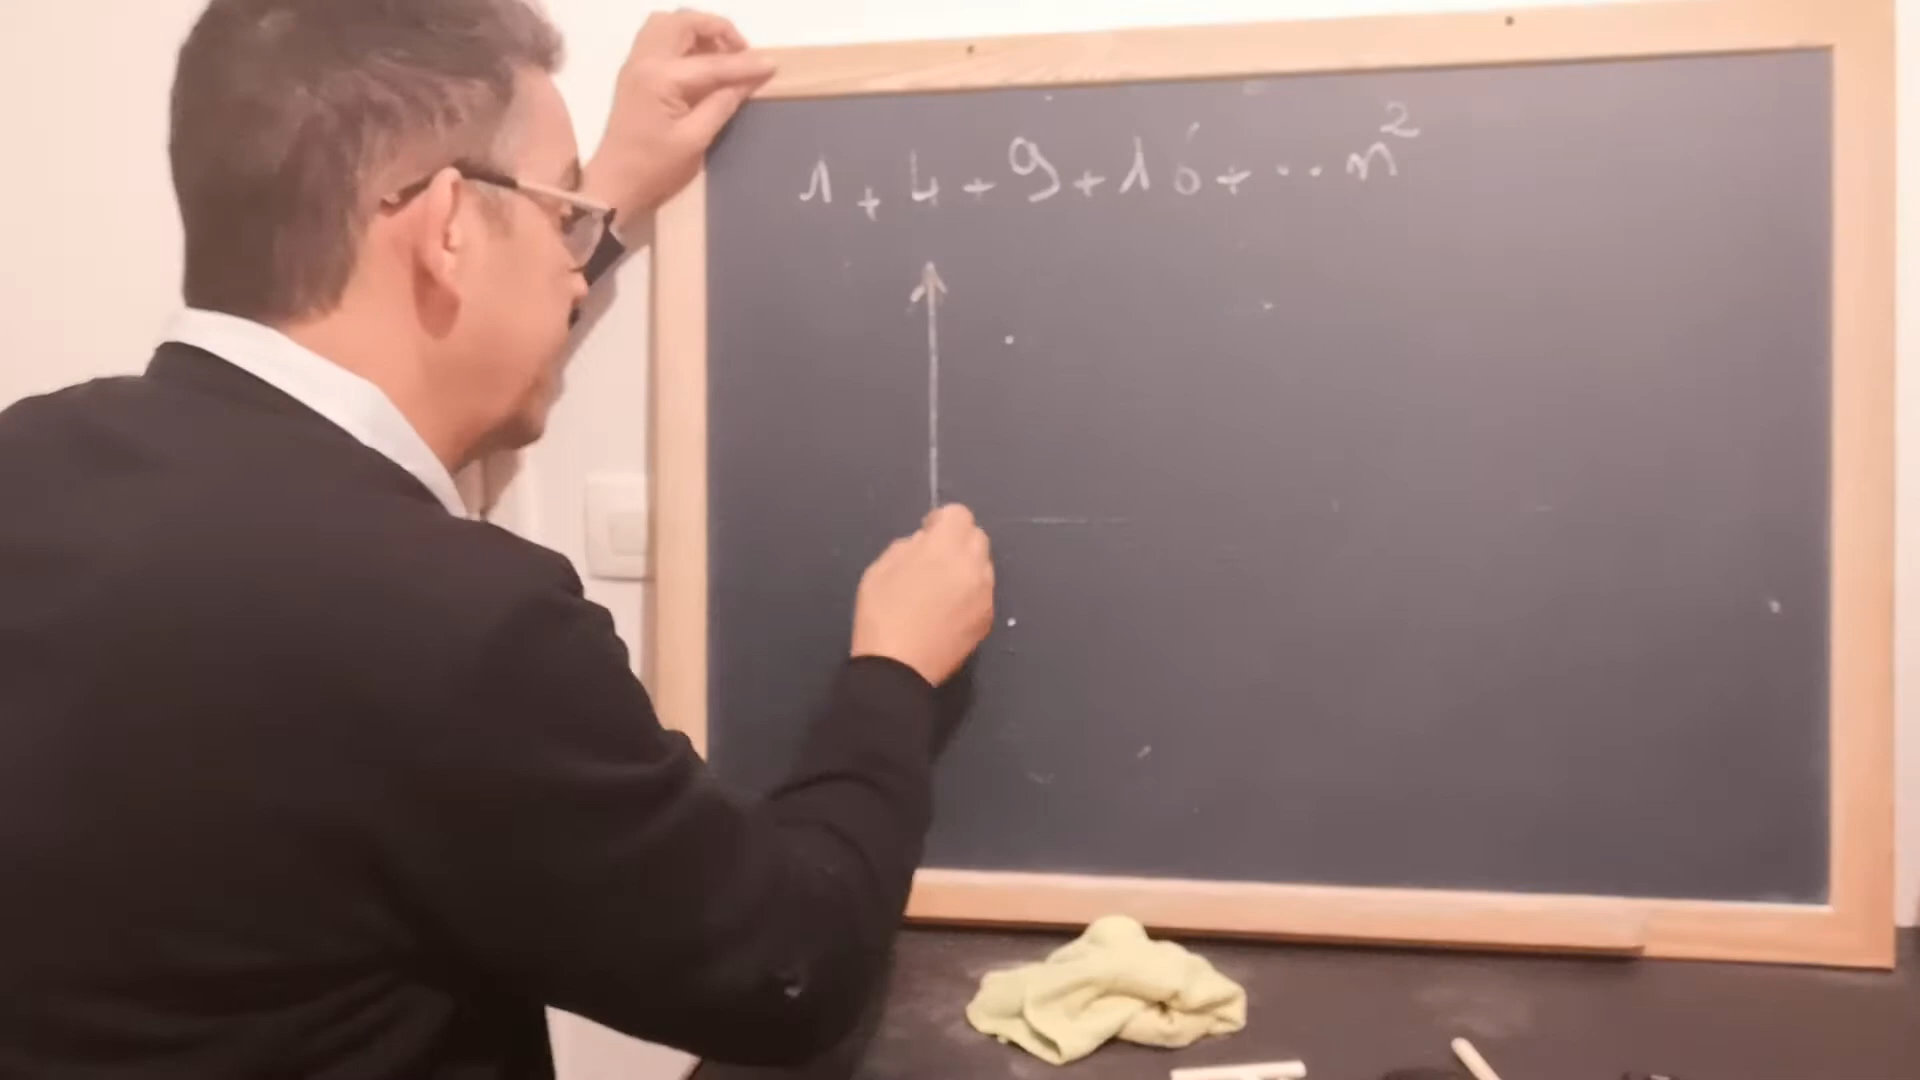 1 + 4 + 9 + 16 + ... n²